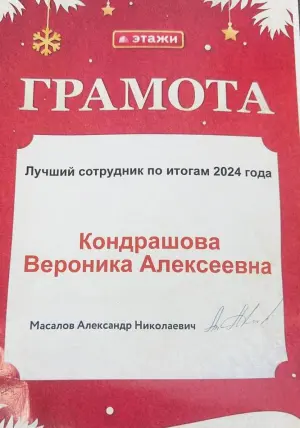 этажи
ГРАМОТА
Лучший сотрудник по итогам 2024 года
Кондрашова
Вероника Алексеевна
Масалов Александр Николаевич